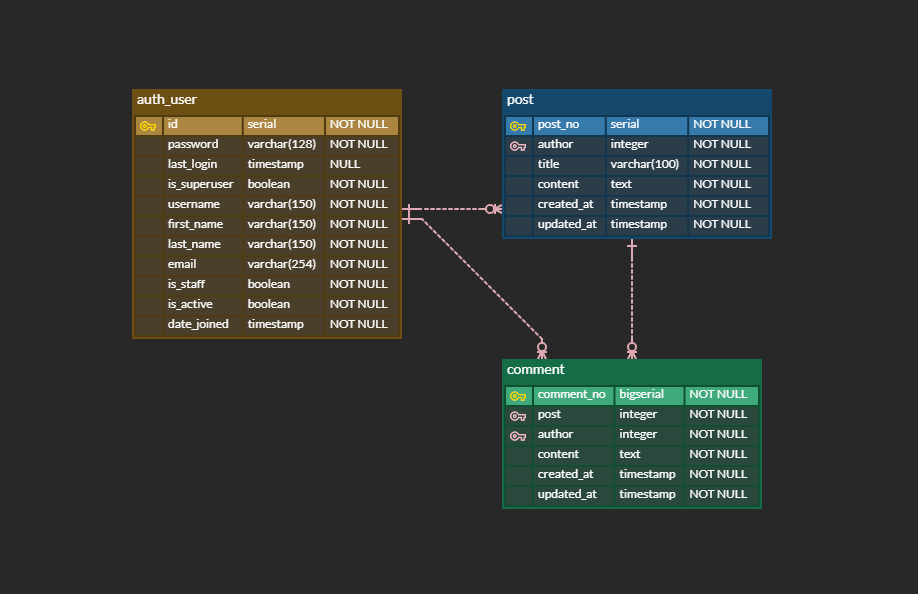 auth_user
id serial NOT NULL
password varchar(128) NOT NULL
last_login timestamp NULL
is_superuser boolean NOT NULL
username varchar(150) NOT NULL
first_name varchar(150) NOT NULL
last_name varchar(150) NOT NULL
email varchar(254) NOT NULL
is_staff boolean NOT NULL
is_active boolean NOT NULL
date_joined timestamp NOT NULL
post
post_no serial NOT NULL
author integer NOT NULL
title varchar(100) NOT NULL
content text NOT NULL
created_at timestamp NOT NULL
updated_at timestamp NOT NULL
comment
comment_no bigserial NOT NULL
post integer NOT NULL
author integer NOT NULL
content text NOT NULL
created_at timestamp NOT NULL
updated_at timestamp NOT NULL